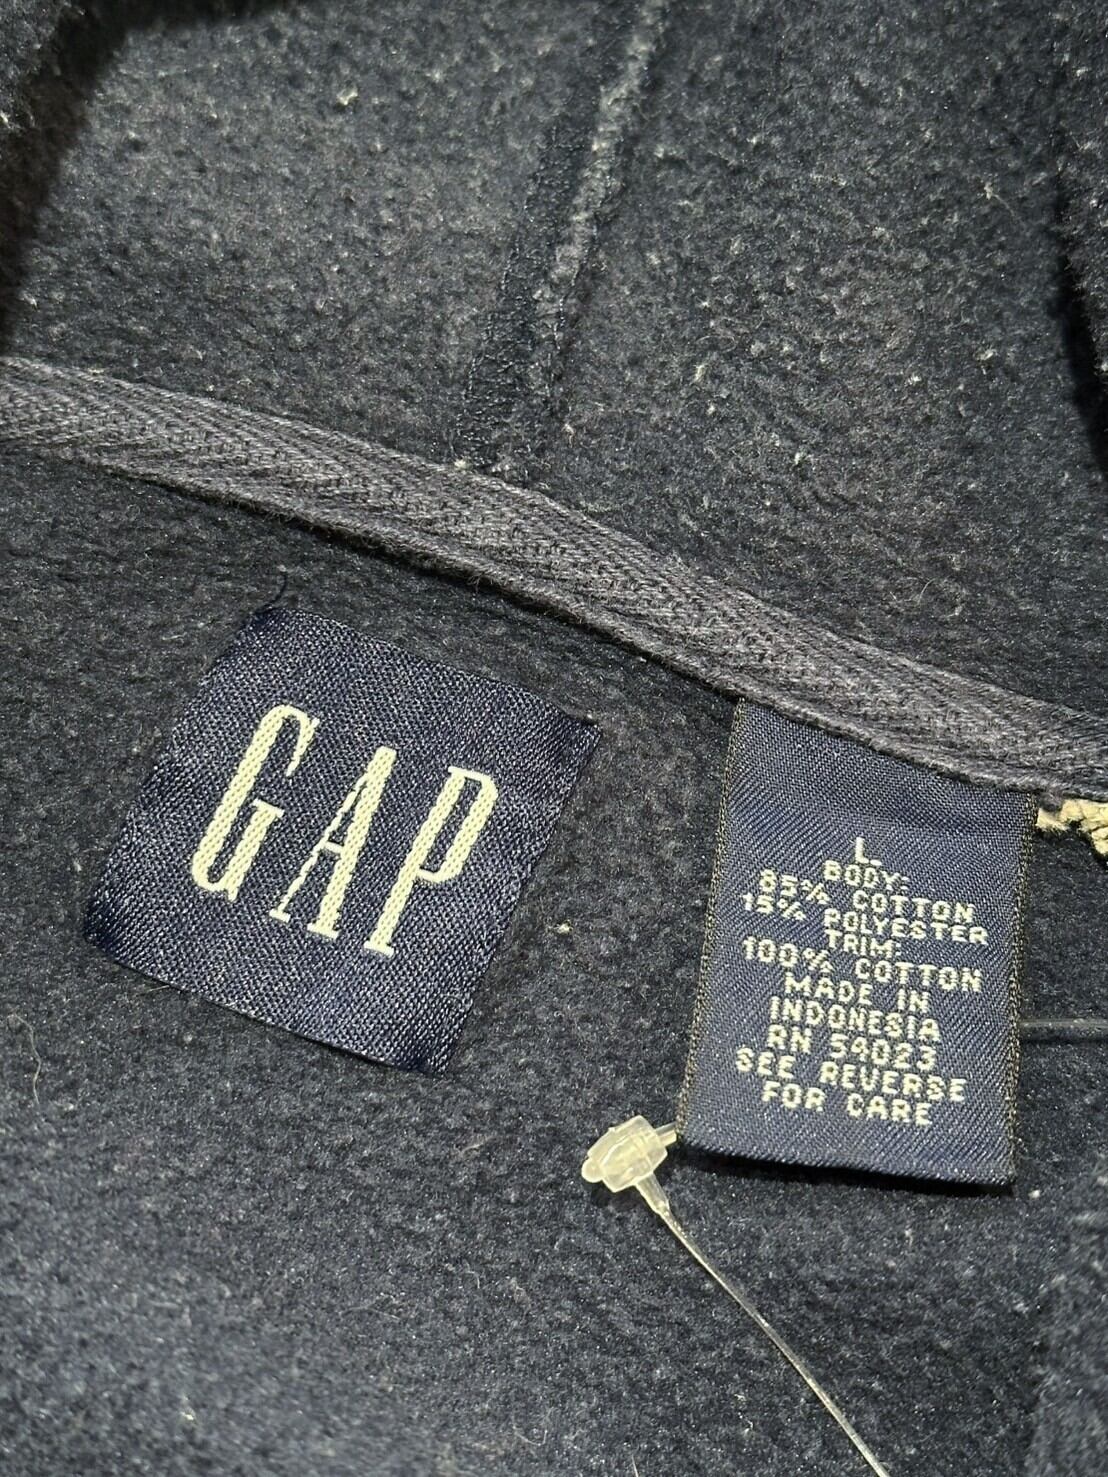 GAP
L.
BODY:
85% COTTON
15% POLYESTER
TRIM:
100% COTTON
MADE IN
INDONESIA
RN 54023
SEE REVERSE
FOR CARE